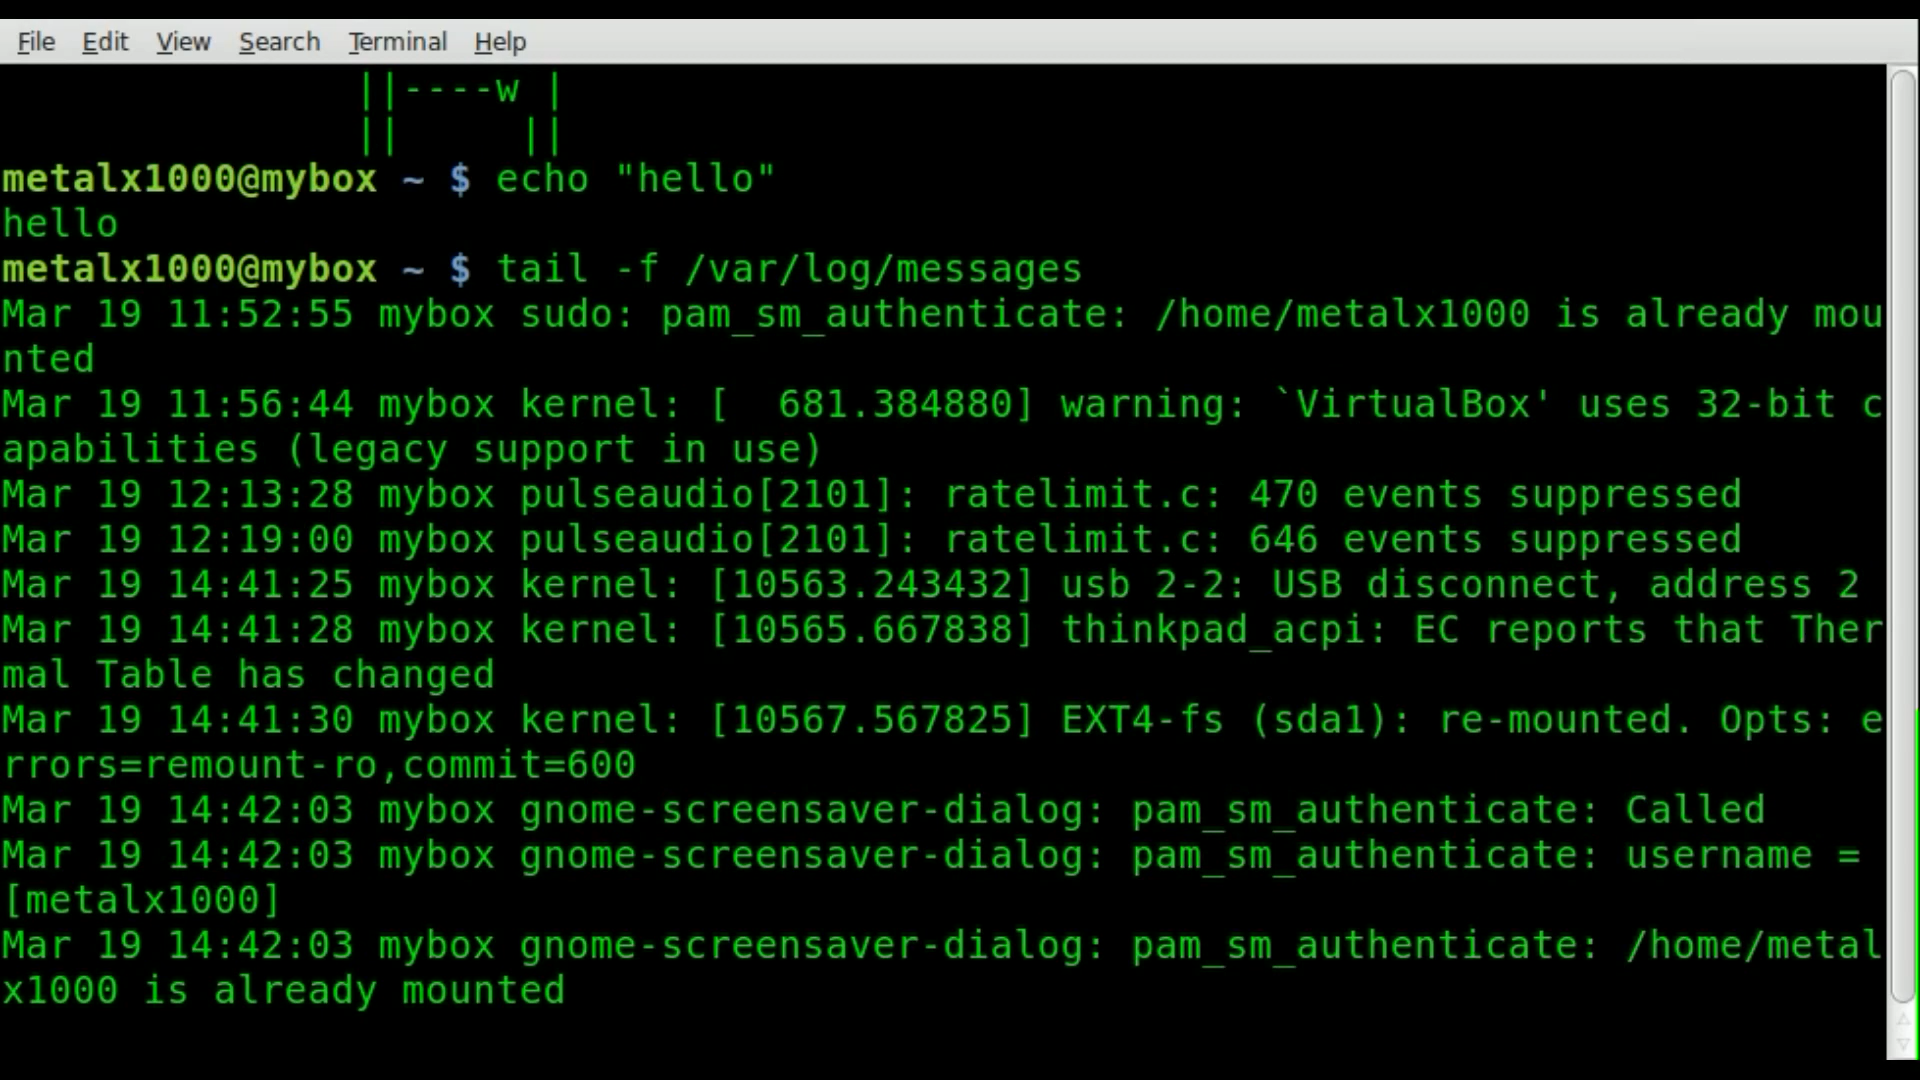 File Edit View Search Terminal Help
||----w |
||     ||
metalx1000@mybox ~ $ echo "hello"
hello
metalx1000@mybox ~ $ tail -f /var/log/messages
Mar 19 11:52:55 mybox sudo: pam_sm_authenticate: /home/metalx1000 is already mou
nted
Mar 19 11:56:44 mybox kernel: [  681.384880] warning: `VirtualBox' uses 32-bit c
apabilities (legacy support in use)
Mar 19 12:13:28 mybox pulseaudio[2101]: ratelimit.c: 470 events suppressed
Mar 19 12:19:00 mybox pulseaudio[2101]: ratelimit.c: 646 events suppressed
Mar 19 14:41:25 mybox kernel: [10563.243432] usb 2-2: USB disconnect, address 2
Mar 19 14:41:28 mybox kernel: [10565.667838] thinkpad_acpi: EC reports that Ther
mal Table has changed
Mar 19 14:41:30 mybox kernel: [10567.567825] EXT4-fs (sda1): re-mounted. Opts: e
rrors=remount-ro,commit=600
Mar 19 14:42:03 mybox gnome-screensaver-dialog: pam_sm_authenticate: Called
Mar 19 14:42:03 mybox gnome-screensaver-dialog: pam_sm_authenticate: username =
[metalx1000]
Mar 19 14:42:03 mybox gnome-screensaver-dialog: pam_sm_authenticate: /home/metal
x1000 is already mounted